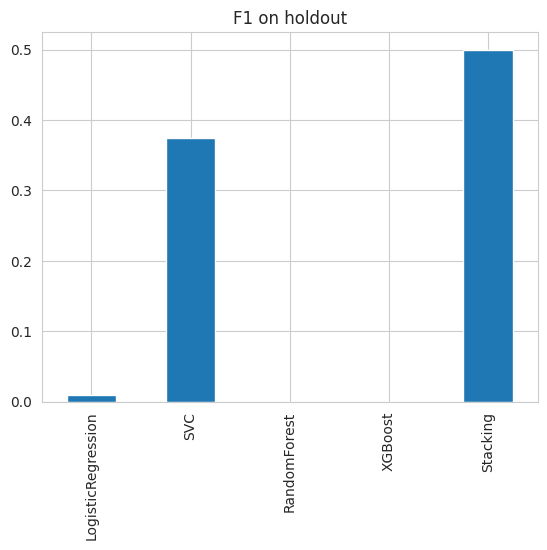 F1 on holdout
0.5
0.4
0.3
0.2
0.1
0.0
LogisticRegression
SVC
RandomForest
XGBoost
Stacking